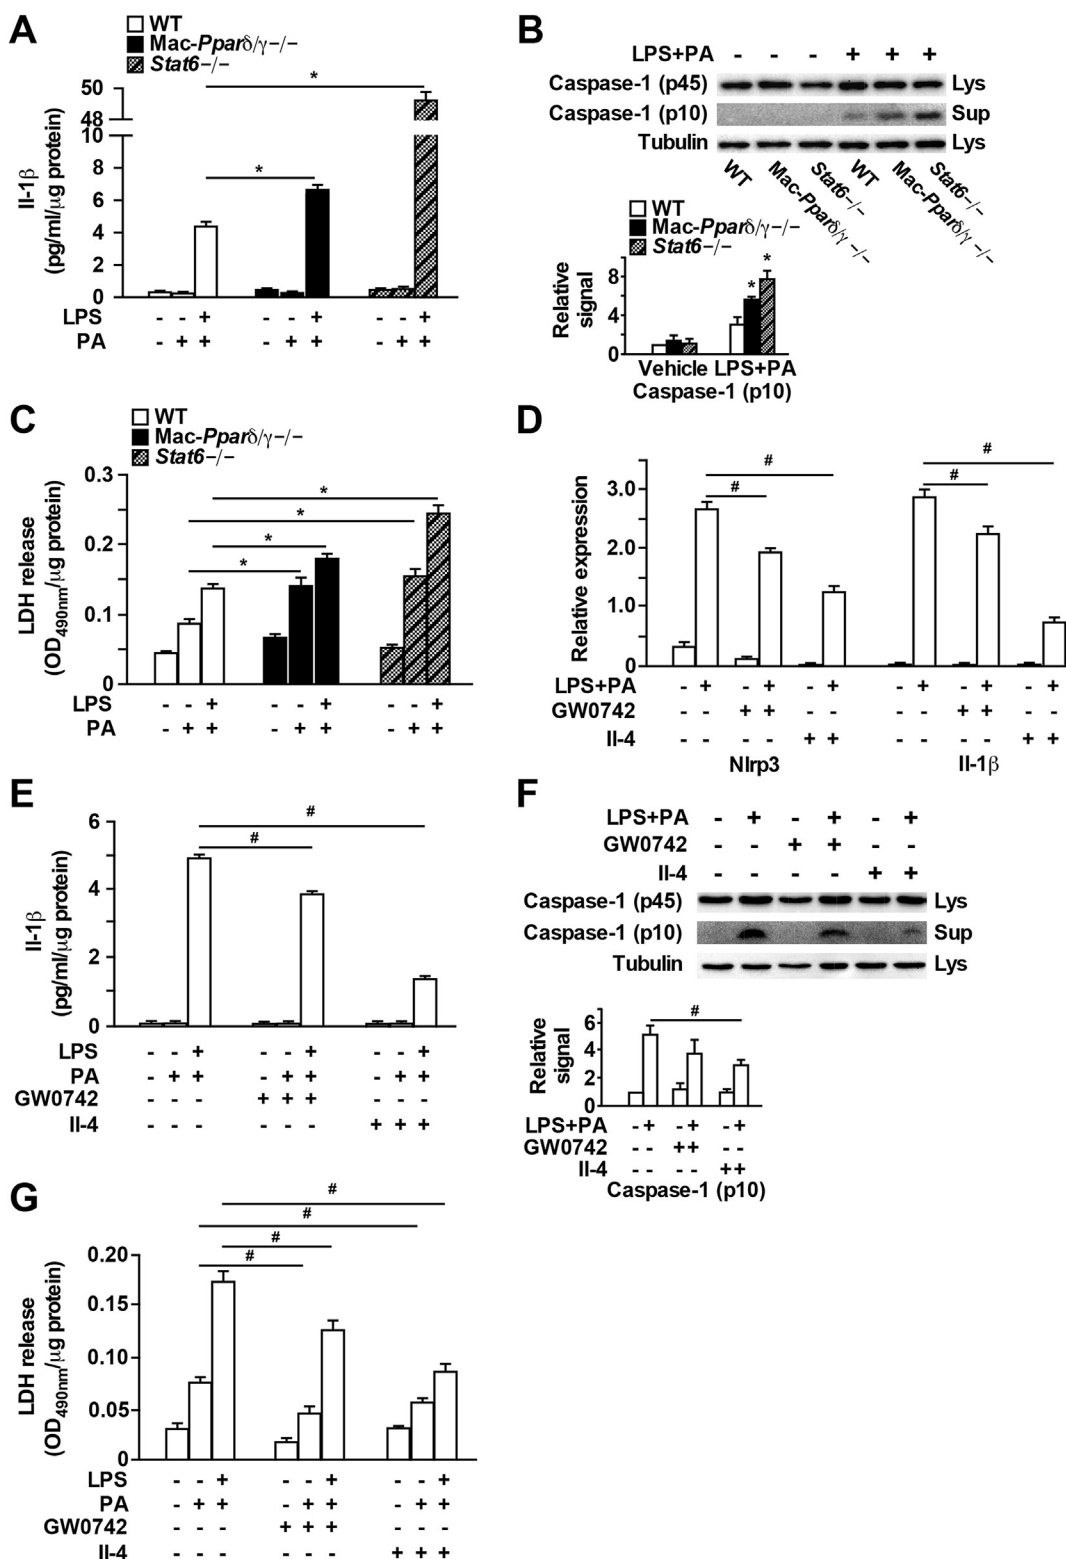 A
WT
Mac-Pparδ/γ−/−
Stat6−/−
Il-1β
(pg/ml/µg protein)
50
48
10
8
6
4
2
0
*
*
LPS - - + - - + - - +
PA - + + - + + - + +
B
LPS+PA - - - + + +
Caspase-1 (p45) Lys
Caspase-1 (p10) Sup
Tubulin Lys
WT Mac-Pparδ/γ −/− Stat6−/− WT Mac-Pparδ/γ −/− Stat6−/−
WT
Mac-Pparδ/γ−/−
Stat6−/−
Relative
signal
8
4
0
* *
Vehicle LPS+PA
Caspase-1 (p10)
C
WT
Mac-Pparδ/γ−/−
Stat6−/−
LDH release
(OD490nm/µg protein)
0.3
0.2
0.1
0
*
*
*
*
LPS - - + - - + - - +
PA - + + - + + - + +
D
Relative expression
3.0
2.0
1.0
0
#
#
#
#
LPS+PA - + - + - + - + - + - +
GW0742 - - + + - - - - + + - -
Il-4 - - - - + + - - - - + +
Nlrp3 Il-1β
E
Il-1β
(pg/ml/µg protein)
6
4
2
0
#
#
LPS - - + - - + - - +
PA - + + - + + - + +
GW0742 - - - + + + - - -
Il-4 - - - - - - + + +
F
LPS+PA - + - + - +
GW0742 - - + + - -
Il-4 - - - - + +
Caspase-1 (p45) Lys
Caspase-1 (p10) Sup
Tubulin Lys
Relative
signal
6
4
2
0
#
LPS+PA - + - + - +
GW0742 - - + + - -
Il-4 - - - - + +
Caspase-1 (p10)
G
LDH release
(OD490nm/µg protein)
0.20
0.15
0.10
0.05
0
#
#
#
#
LPS - - + - - + - - +
PA - + + - + + - + +
GW0742 - - - + + + - - -
Il-4 - - - - - - + + +